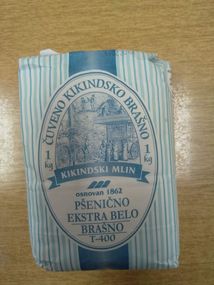 ČUVENO KIKINDSKO BRAŠNO
1 kg
1 kg
KIKINDSKI MLIN
osnovan 1862
PŠENIČNO
EKSTRA BELO
BRAŠNO
T-400